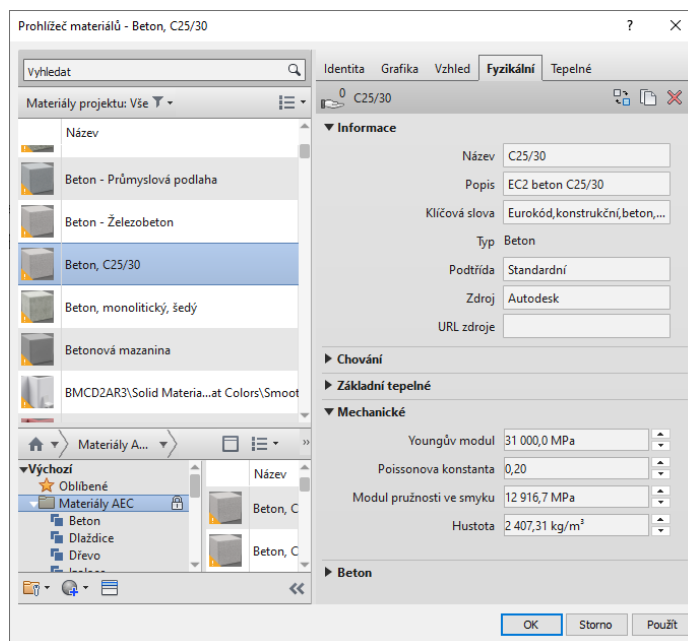 Prohlížeč materiálů - Beton, C25/30
?
X
Vyhledat
Materiály projektu: Vše
Název
Beton - Průmyslová podlaha
Beton - Železobeton
Beton, C25/30
Beton, monolitický, šedý
Betonová mazanina
BMCD2AR3\Solid Materia...at Colors\Smoot
Materiály A...
»
Výchozí
Oblíbené
Materiály AEC
Beton
Dlaždice
Dřevo
Název
Beton, C
Beton, C
Identita Grafika Vzhled Fyzikální Tepelné
0
C25/30
Informace
Název C25/30
Popis EC2 beton C25/30
Klíčová slova Eurokód,konstrukční,beton,...
Typ Beton
Podtřída Standardní
Zdroj Autodesk
URL zdroje
Chování
Základní tepelné
Mechanické
Youngův modul 31 000,0 MPa
Poissonova konstanta 0,20
Modul pružnosti ve smyku 12 916,7 MPa
Hustota 2 407,31 kg/m³
Beton
OK Storno Použít